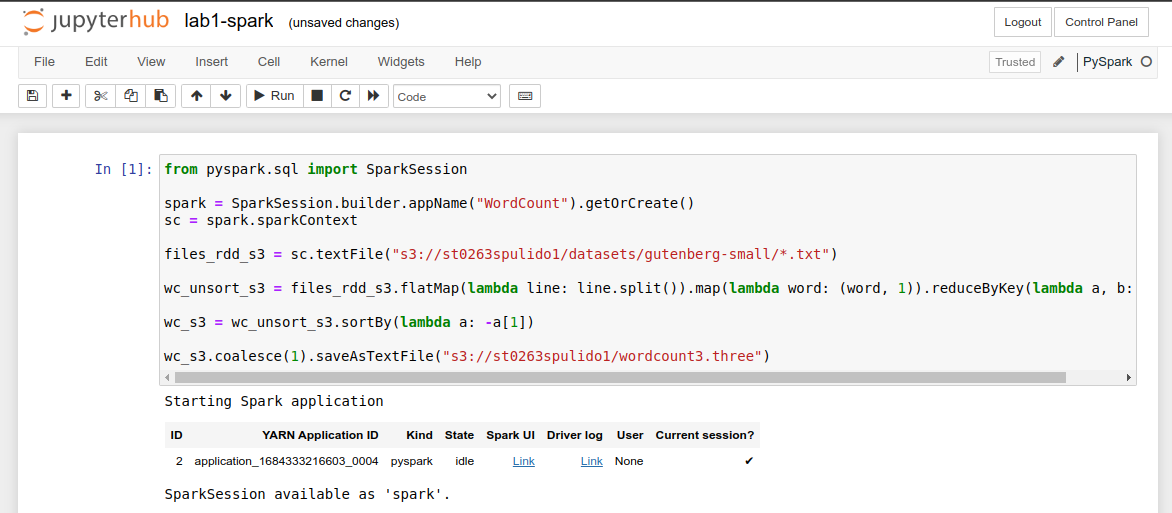 jupyterhub lab1-spark (unsaved changes) Logout Control Panel
File Edit View Insert Cell Kernel Widgets Help Trusted PySpark
Run Code
In [1]: from pyspark.sql import SparkSession
spark = SparkSession.builder.appName("WordCount").getOrCreate()
sc = spark.sparkContext
files_rdd_s3 = sc.textFile("s3://st0263spulido1/datasets/gutenberg-small/*.txt")
wc_unsort_s3 = files_rdd_s3.flatMap(lambda line: line.split()).map(lambda word: (word, 1)).reduceByKey(lambda a, b:
wc_s3 = wc_unsort_s3.sortBy(lambda a: -a[1])
wc_s3.coalesce(1).saveAsTextFile("s3://st0263spulido1/wordcount3.three")
Starting Spark application
ID YARN Application ID Kind State Spark UI Driver log User Current session?
2 application_1684333216603_0004 pyspark idle Link Link None ✔
SparkSession available as 'spark'.